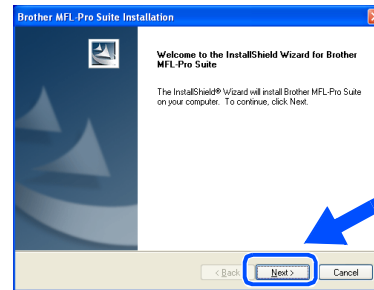 Brother MFL-Pro Suite Installation
Welcome to the InstallShield Wizard for Brother
MFL-Pro Suite
The InstallShield® Wizard will install Brother MFL-Pro Suite
on your computer. To continue, click Next.
< Back Next > Cancel